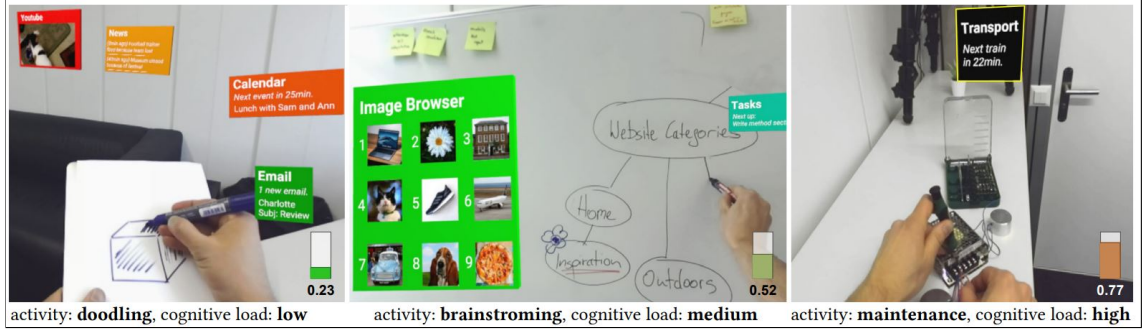 Youtube
News
Calendar
Next event in 25min.
Lunch with Sam and Ann
Email
1 new email.
Charlotte
Subj: Review
0.23
Image Browser
1 2 3
4 5 6
7 8 9
Website Categories
Home
Inspiration
Outdoors
Tasks
Next up:
Write method sect
0.52
Transport
Next train
in 22min.
0.77
activity: doodling, cognitive load: low
activity: brainstroming, cognitive load: medium
activity: maintenance, cognitive load: high